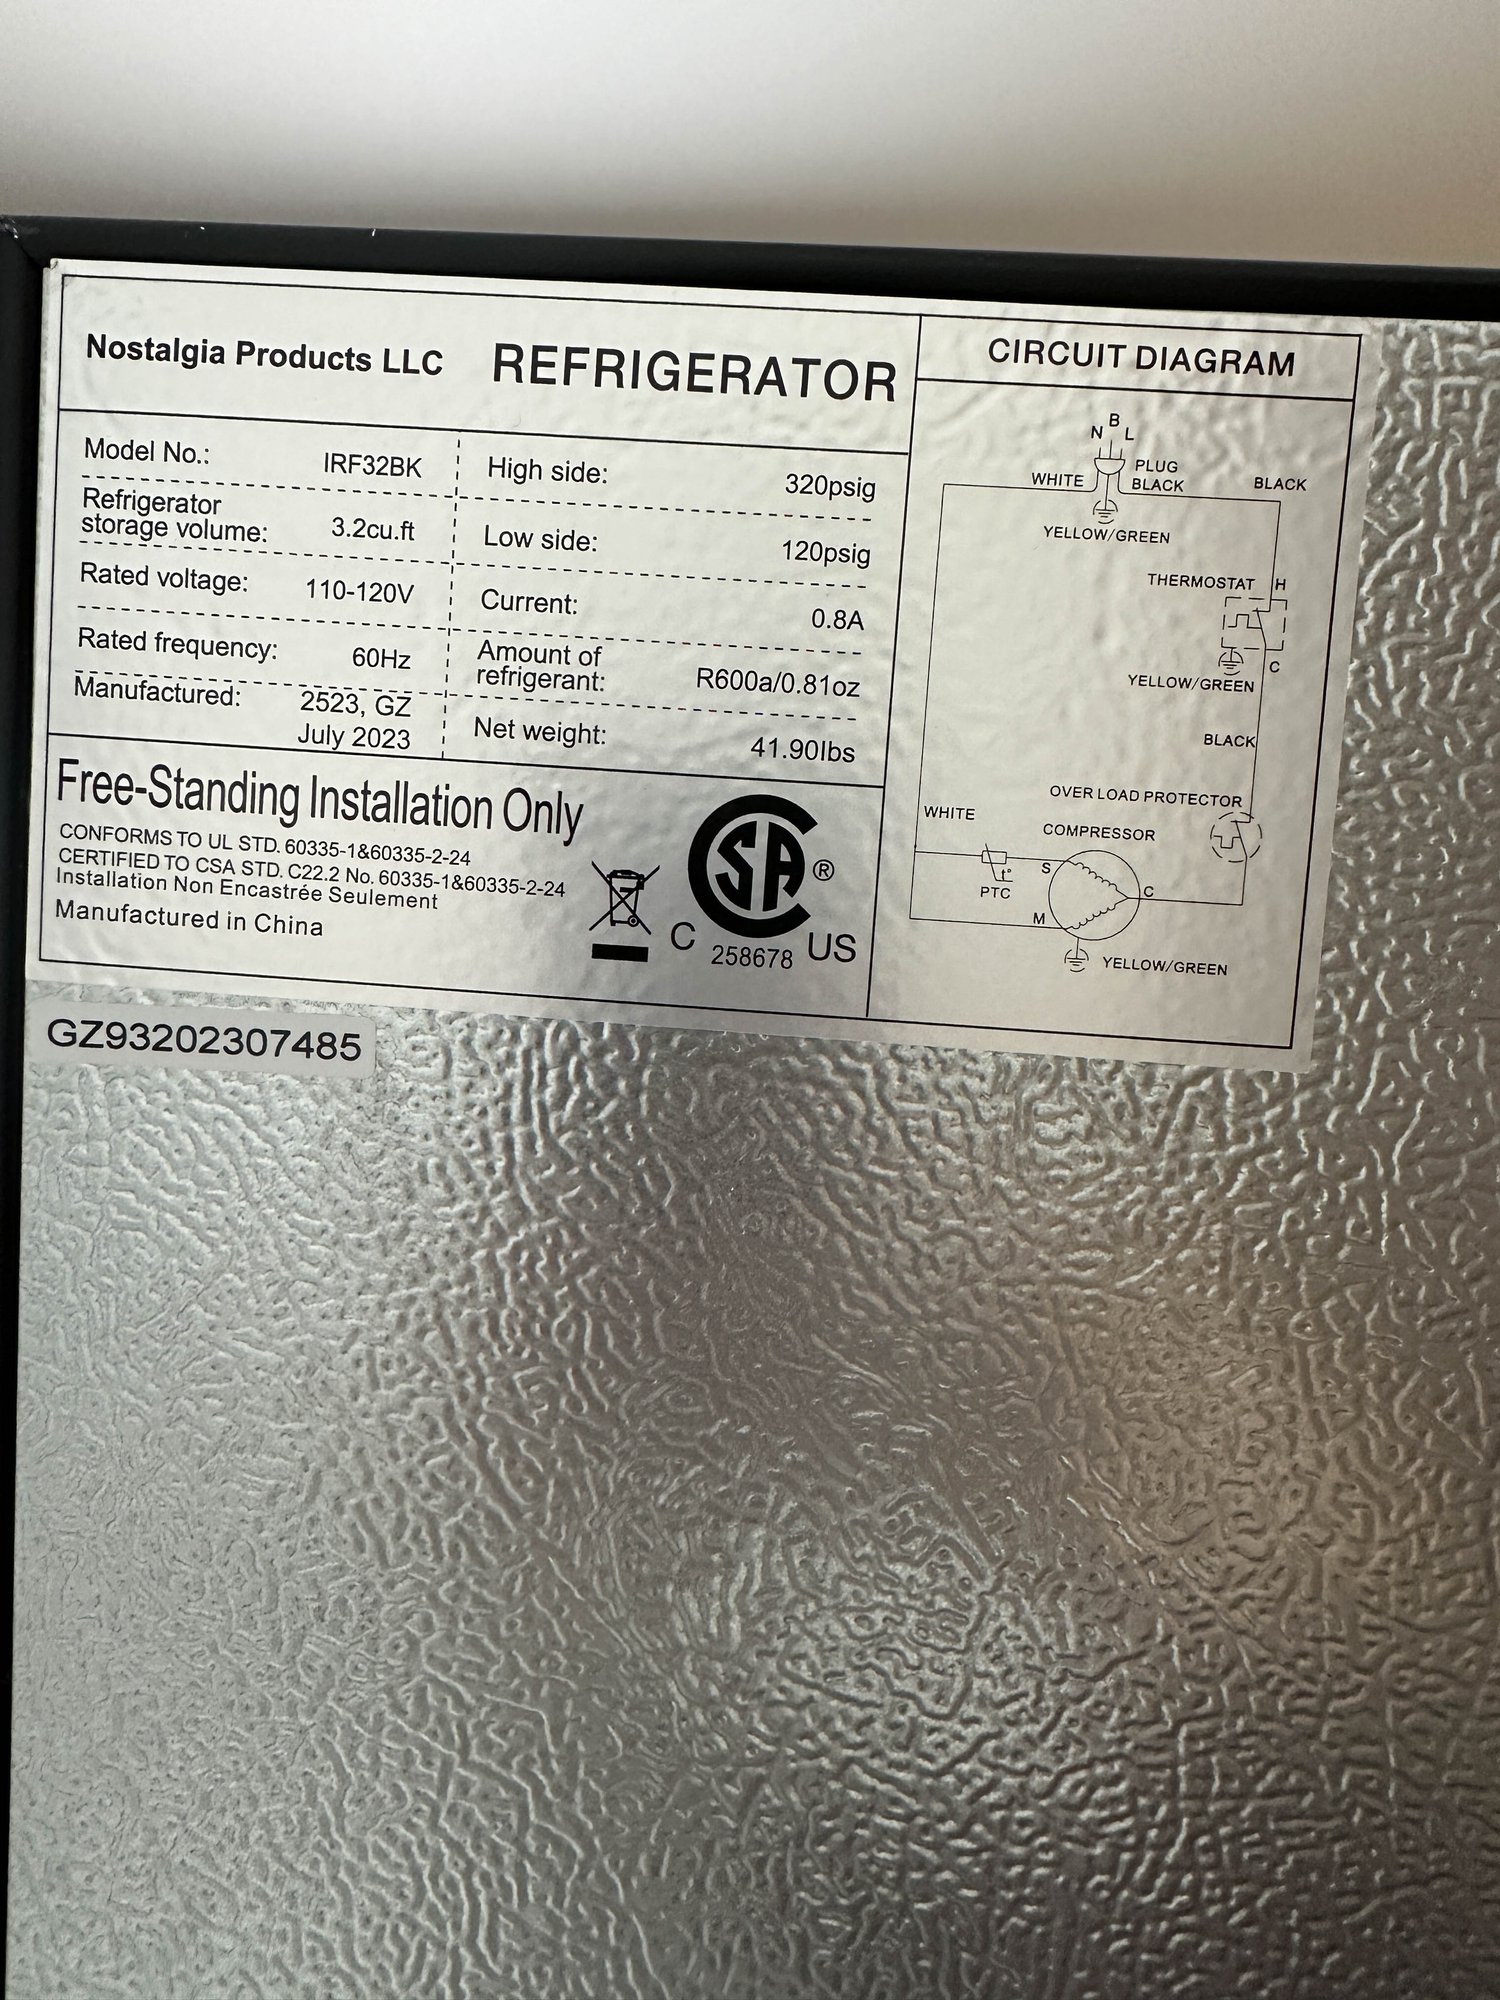 Nostalgia Products LLC REFRIGERATOR
Model No.: IRF32BK
Refrigerator
storage volume: 3.2cu.ft
Rated voltage: 110-120V
Rated frequency: 60Hz
Manufactured: 2523, GZ
July 2023
High side: 320psig
Low side: 120psig
Current: 0.8A
Amount of
refrigerant: R600a/0.81oz
Net weight: 41.90lbs
Free-Standing Installation Only
CONFORMS TO UL STD. 60335-1&60335-2-24
CERTIFIED TO CSA STD. C22.2 No. 60335-1&60335-2-24
Installation Non Encastrée Seulement
Manufactured in China
C SA ® US
258678
CIRCUIT DIAGRAM
N B L
PLUG
WHITE BLACK BLACK
YELLOW/GREEN
THERMOSTAT H
C
YELLOW/GREEN
BLACK
OVER LOAD PROTECTOR
WHITE
COMPRESSOR
S
t°
PTC
C
M
YELLOW/GREEN
GZ93202307485